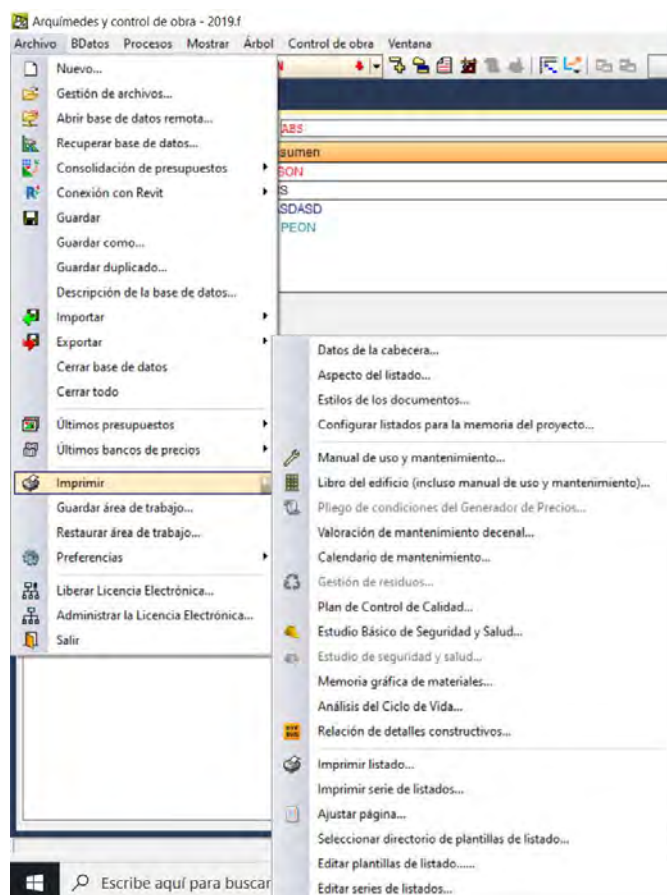 Arquímedes y control de obra - 2019.f
Archivo BDatos Procesos Mostrar Árbol Control de obra Ventana
Nuevo...
Gestión de archivos...
Abrir base de datos remota...
Recuperar base de datos...
Consolidación de presupuestos
Conexión con Revit
Guardar
Guardar como...
Guardar duplicado...
Descripción de la base de datos...
Importar
Exportar
Cerrar base de datos
Cerrar todo
Últimos presupuestos
Últimos bancos de precios
Imprimir
Guardar área de trabajo...
Restaurar área de trabajo...
Preferencias
Liberar Licencia Electrónica...
Administrar la Licencia Electrónica...
Salir
ABS
sumen
SON
S
SDASD
PEON
Datos de la cabecera...
Aspecto del listado...
Estilos de los documentos...
Configurar listados para la memoria del proyecto...
Manual de uso y mantenimiento...
Libro del edificio (incluso manual de uso y mantenimiento)...
Pliego de condiciones del Generador de Precios...
Valoración de mantenimiento decenal...
Calendario de mantenimiento...
Gestión de residuos...
Plan de Control de Calidad...
Estudio Básico de Seguridad y Salud...
Estudio de seguridad y salud...
Memoria gráfica de materiales...
Análisis del Ciclo de Vida...
Relación de detalles constructivos...
Imprimir listado...
Imprimir serie de listados...
Ajustar página...
Seleccionar directorio de plantillas de listado...
Editar plantillas de listado......
Editar series de listados...
Escribe aquí para buscar